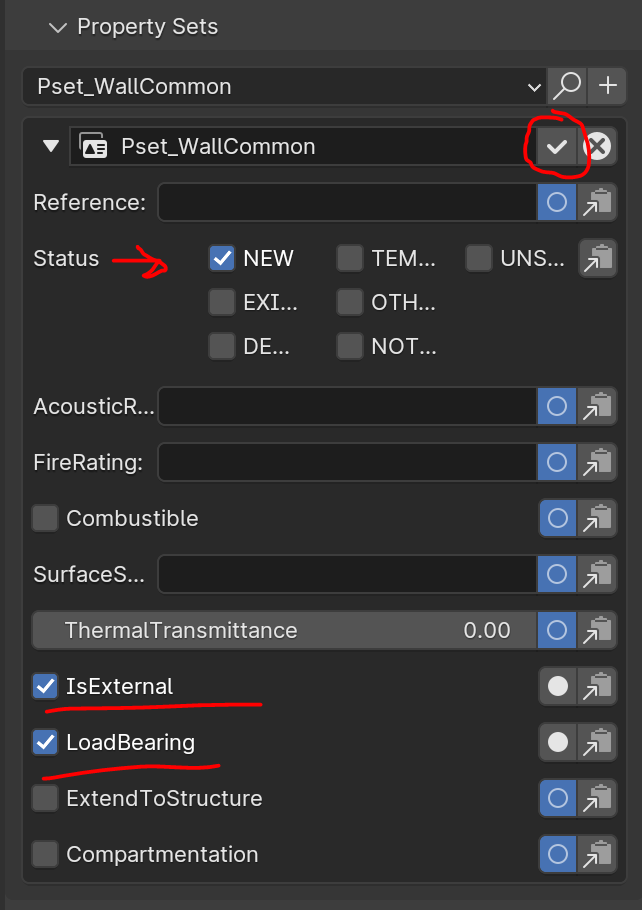 Property Sets
Pset_WallCommon
Pset_WallCommon
Reference:
Status NEW TEM... UNS...
EXI... OTH...
DE... NOT...
AcousticR...
FireRating:
Combustible
SurfaceS...
ThermalTransmittance 0.00
IsExternal
LoadBearing
ExtendToStructure
Compartmentation